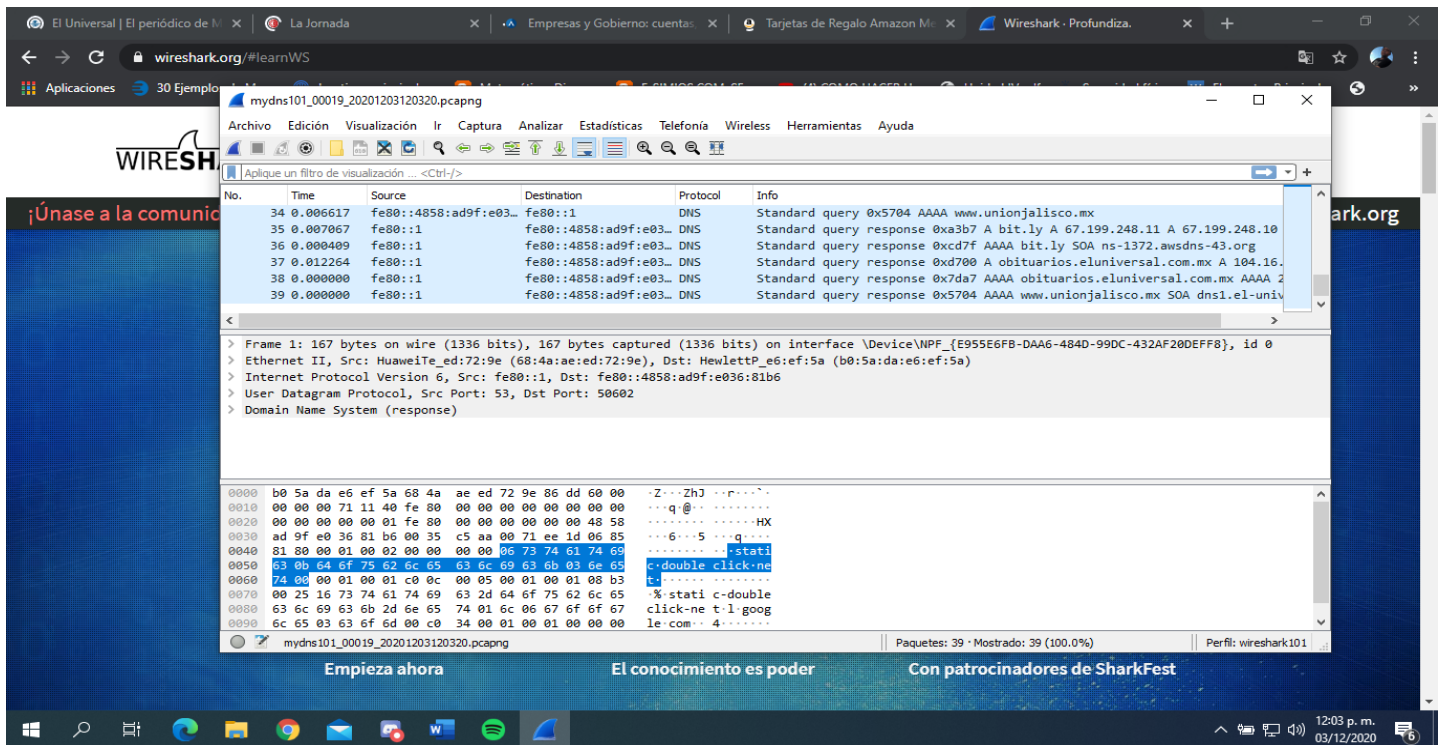 El Universal | El periódico de M
La Jornada
Empresas y Gobierno: cuentas,
Tarjetas de Regalo Amazon Me
Wireshark · Profundiza.
wireshark.org/#learnWS
Aplicaciones
30 Ejemplo
WIRESH
¡Únase a la comunid
ark.org
mydns101_00019_20201203120320.pcapng
Archivo Edición Visualización Ir Captura Analizar Estadísticas Telefonía Wireless Herramientas Ayuda
Aplique un filtro de visualización ... <Ctrl-/>
No. Time Source Destination Protocol Info
34 0.006617 fe80::4858:ad9f:e03… fe80::1 DNS Standard query 0x5704 AAAA www.unionjalisco.mx
35 0.007067 fe80::1 fe80::4858:ad9f:e03… DNS Standard query response 0xa3b7 A bit.ly A 67.199.248.11 A 67.199.248.10
36 0.000409 fe80::1 fe80::4858:ad9f:e03… DNS Standard query response 0xcd7f AAAA bit.ly SOA ns-1372.awsdns-43.org
37 0.012264 fe80::1 fe80::4858:ad9f:e03… DNS Standard query response 0xd700 A obituarios.eluniversal.com.mx A 104.16.
38 0.000000 fe80::1 fe80::4858:ad9f:e03… DNS Standard query response 0x7da7 AAAA obituarios.eluniversal.com.mx AAAA 2
39 0.000000 fe80::1 fe80::4858:ad9f:e03… DNS Standard query response 0x5704 AAAA www.unionjalisco.mx SOA dns1.el-univ
> Frame 1: 167 bytes on wire (1336 bits), 167 bytes captured (1336 bits) on interface \Device\NPF_{E955E6FB-DAA6-484D-99DC-432AF20DEFF8}, id 0
> Ethernet II, Src: HuaweiTe_ed:72:9e (68:4a:ae:ed:72:9e), Dst: HewlettP_e6:ef:5a (b0:5a:da:e6:ef:5a)
> Internet Protocol Version 6, Src: fe80::1, Dst: fe80::4858:ad9f:e036:81b6
> User Datagram Protocol, Src Port: 53, Dst Port: 50602
> Domain Name System (response)
0000 b0 5a da e6 ef 5a 68 4a ae ed 72 9e 86 dd 60 00 ·Z···ZhJ ··r···`·
0010 00 00 00 71 11 40 fe 80 00 00 00 00 00 00 00 00 ···q·@·· ········
0020 00 00 00 00 00 01 fe 80 00 00 00 00 00 00 48 58 ········ ······HX
0030 ad 9f e0 36 81 b6 00 35 c5 aa 00 71 ee 1d 06 85 ···6···5 ···q····
0040 81 80 00 01 00 02 00 00 00 00 06 73 74 61 74 69 ········ ···stati
0050 63 0b 64 6f 75 62 6c 65 63 6c 69 63 6b 03 6e 65 c·double click·ne
0060 74 00 00 01 00 01 c0 0c 00 05 00 01 00 01 08 b3 t······· ········
0070 00 25 16 73 74 61 74 69 63 2d 64 6f 75 62 6c 65 ·%·stati c-double
0080 63 6c 69 63 6b 2d 6e 65 74 01 6c 06 67 6f 6f 67 click-ne t·l·goog
0090 6c 65 03 63 6f 6d 00 c0 34 00 01 00 01 00 00 00 le·com·· 4·······
mydns101_00019_20201203120320.pcapng
Paquetes: 39 · Mostrado: 39 (100.0%)
Perfil: wireshark101
Empieza ahora
El conocimiento es poder
Con patrocinadores de SharkFest
12:03 p. m.
03/12/2020
6